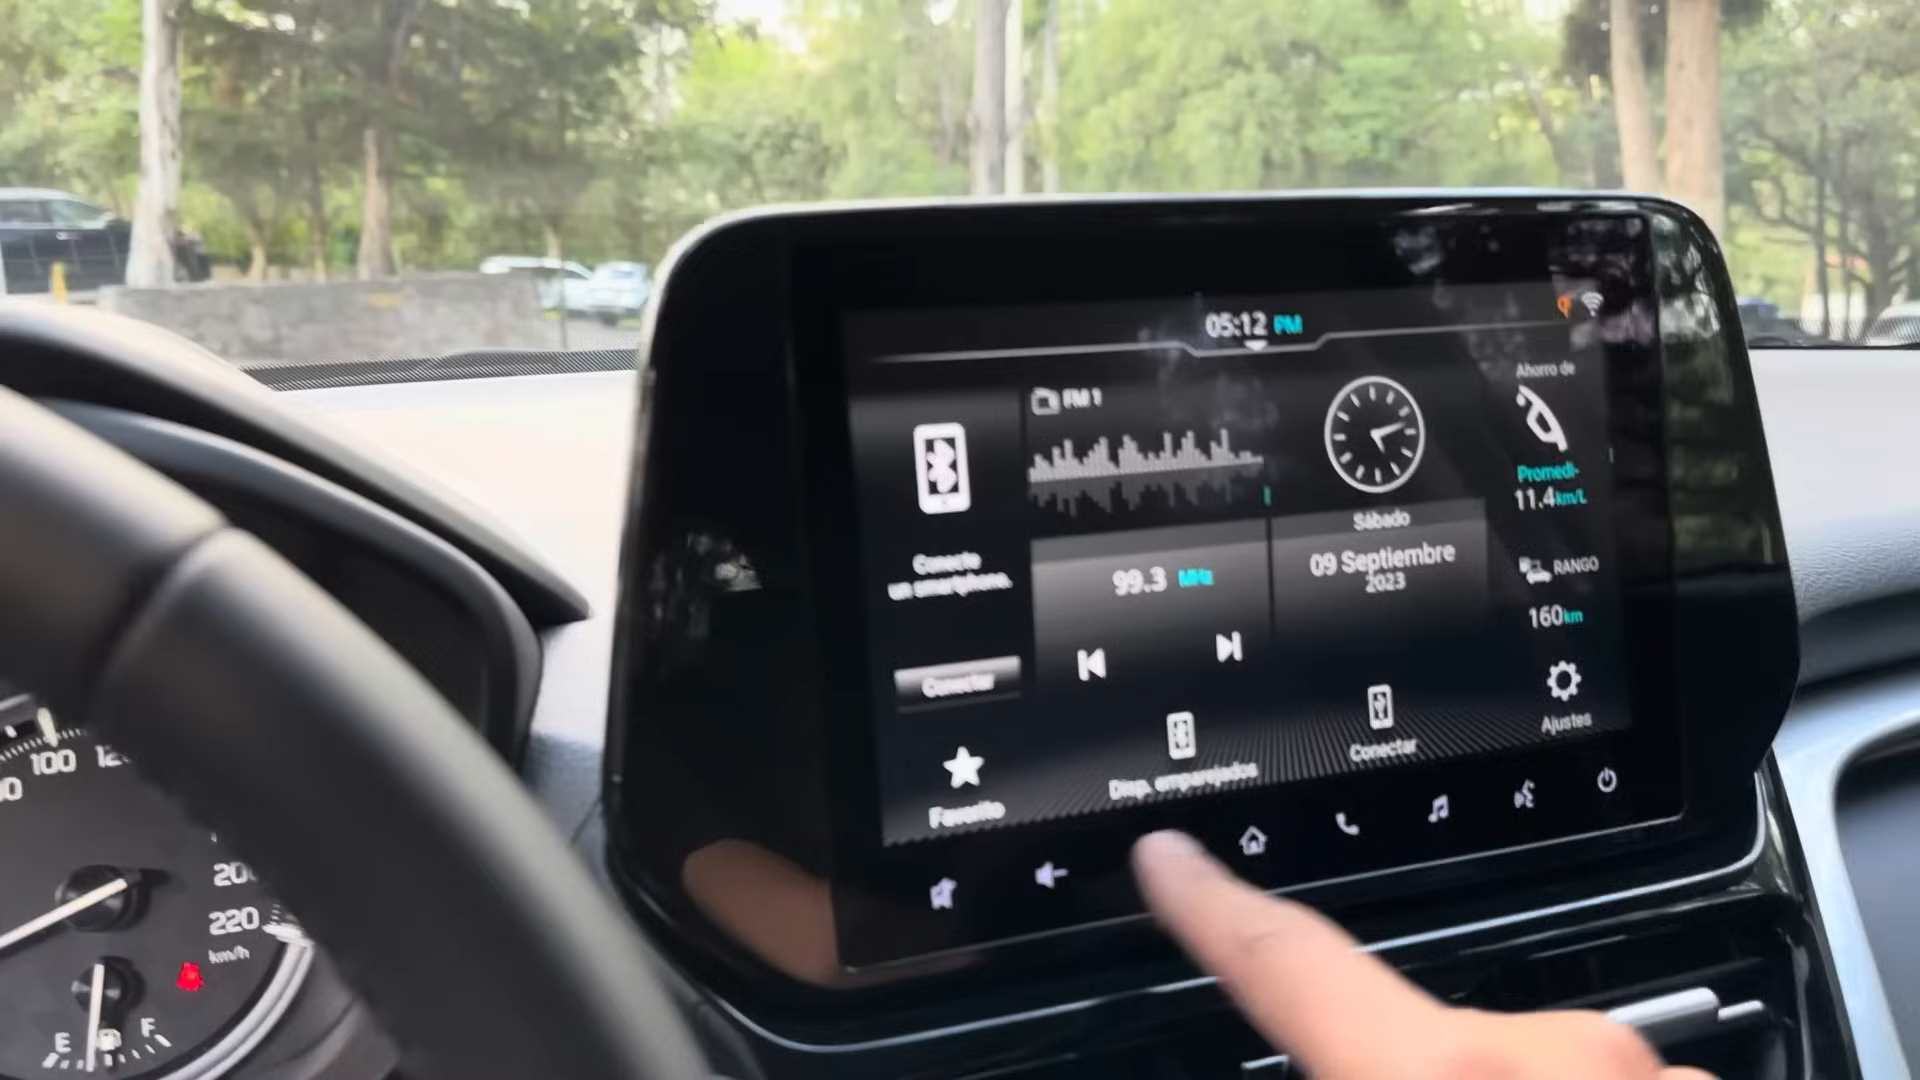 05:12 PM
FM 1
Conecte
un smartphone.
Conectar
Favorito
99.3 MHz
Sábado
09 Septiembre
2023
Disp. emparejados
Conectar
Ahorro de
Promedi-
11.4km/L
RANGO
160km
Ajustes
100
200
220
km/h
E
F